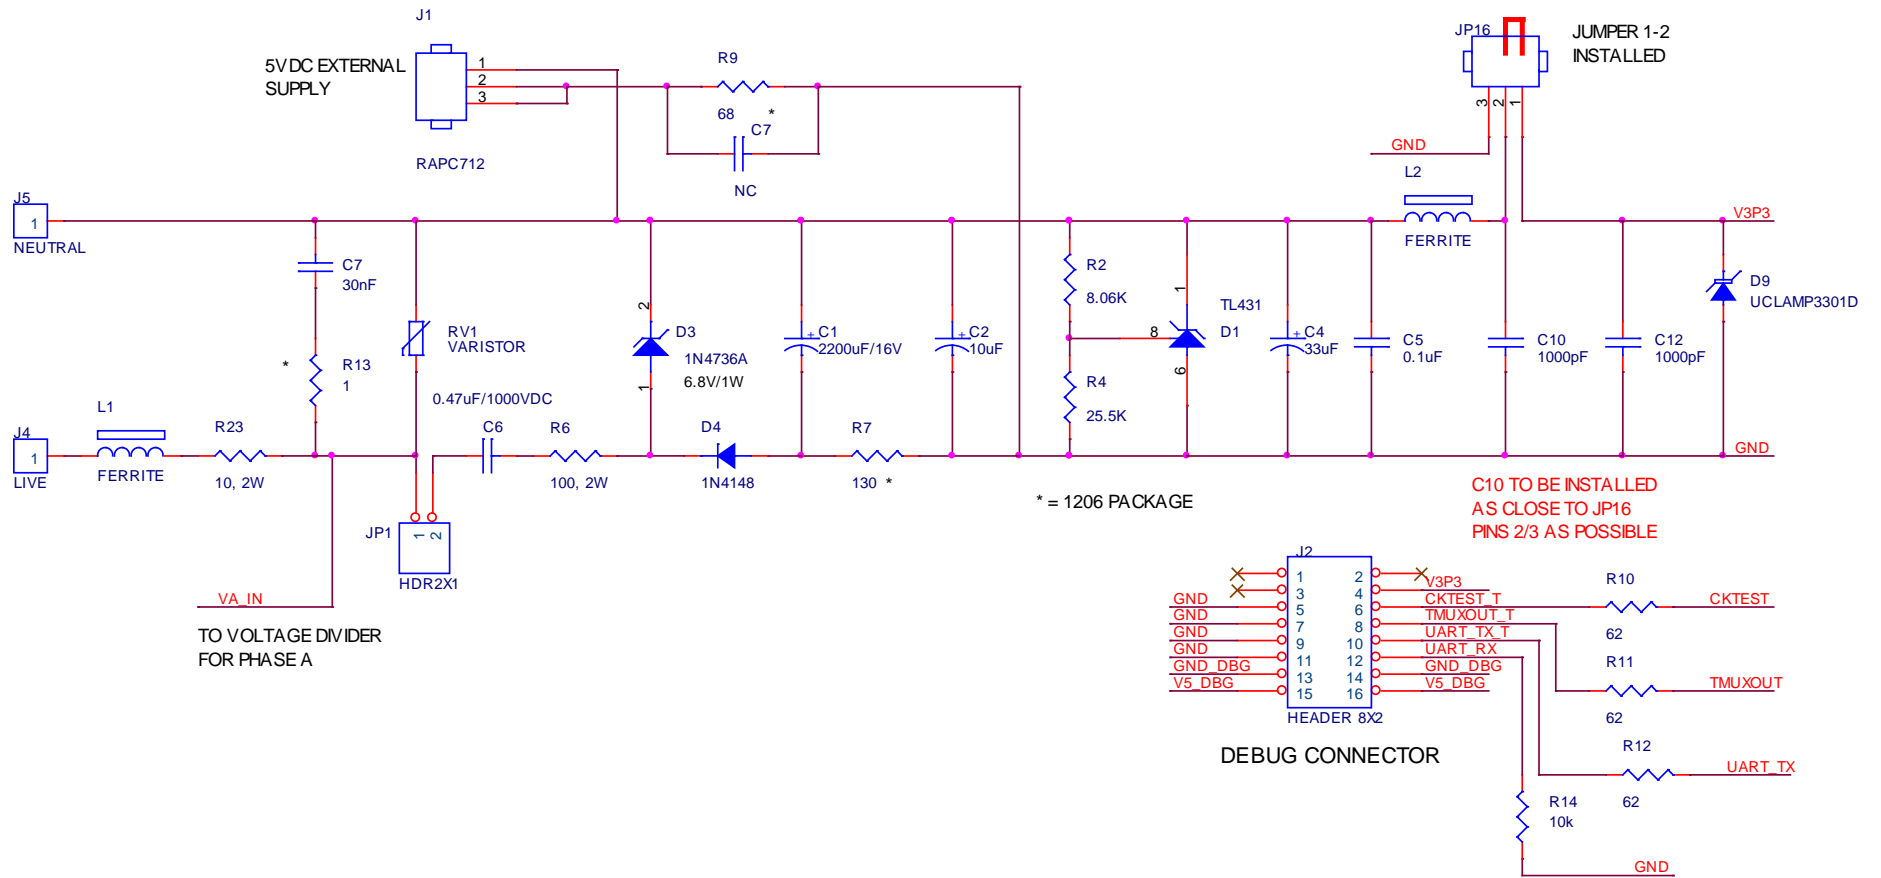 J1
5VDC EXTERNAL
SUPPLY
1
2
3
RAPC712
R9
68
*
C7
NC
JP16
JUMPER 1-2
INSTALLED
3
2
1
GND
L2
FERRITE
V3P3
J5
1
NEUTRAL
C7
30nF
*
R13
1
RV1
VARISTOR
2
D3
1N4736A
6.8V/1W
1
+
C1
2200uF/16V
+
C2
10uF
R2
8.06K
R4
25.5K
1
8
6
TL431
D1
+
C4
33uF
C5
0.1uF
C10
1000pF
C12
1000pF
D9
UCLAMP3301D
J4
1
LIVE
L1
FERRITE
R23
10, 2W
0.47uF/1000VDC
C6
R6
100, 2W
D4
1N4148
R7
130 *
GND
JP1
1
2
HDR2X1
VA_IN
TO VOLTAGE DIVIDER
FOR PHASE A
* = 1206 PACKAGE
C10 TO BE INSTALLED
AS CLOSE TO JP16
PINS 2/3 AS POSSIBLE
J2
1 2
3 4 V3P3
GND 5 6 CKTEST_T
GND 7 8 TMUXOUT_T
GND 9 10 UART_TX_T
GND 11 12 UART_RX
GND_DBG 13 14 GND_DBG
V5_DBG 15 16 V5_DBG
HEADER 8X2
DEBUG CONNECTOR
R10
62
CKTEST
R11
62
TMUXOUT
R12
62
UART_TX
R14
10k
GND